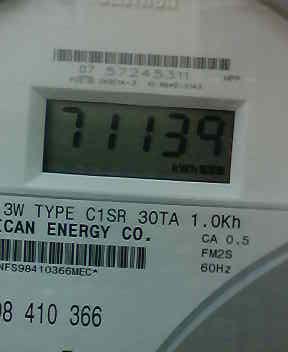 07 57245311
71139
kWh
3W TYPE C1SR 30TA 1.0Kh
ICAN ENERGY CO.
CA 0.5
FM2S
60Hz
NFS98410366MEC*
98 410 366